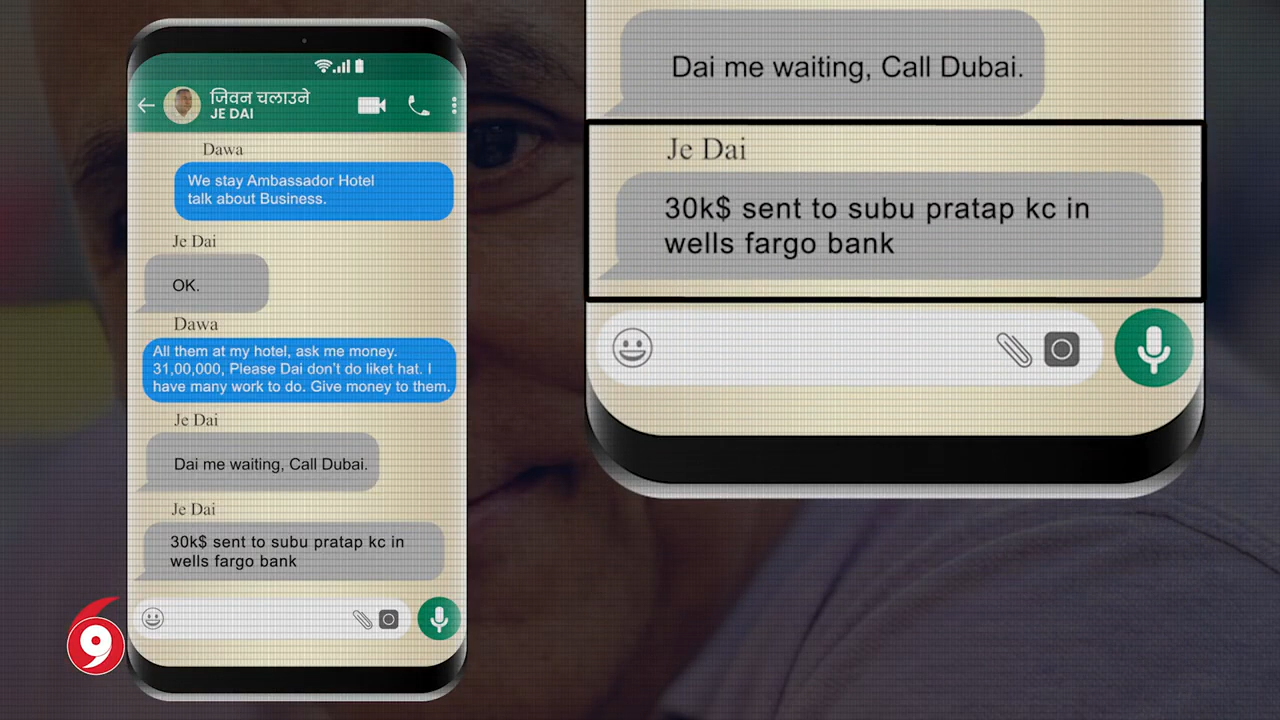 जिवन चलाउने
JE DAI
Dawa
We stay Ambassador Hotel
talk about Business.
Je Dai
OK.
Dawa
All them at my hotel, ask me money.
31,00,000, Please Dai don't do liket hat. I
have many work to do. Give money to them.
Je Dai
Dai me waiting, Call Dubai.
Je Dai
30k$ sent to subu pratap kc in
wells fargo bank
Dai me waiting, Call Dubai.
Je Dai
30k$ sent to subu pratap kc in
wells fargo bank
९